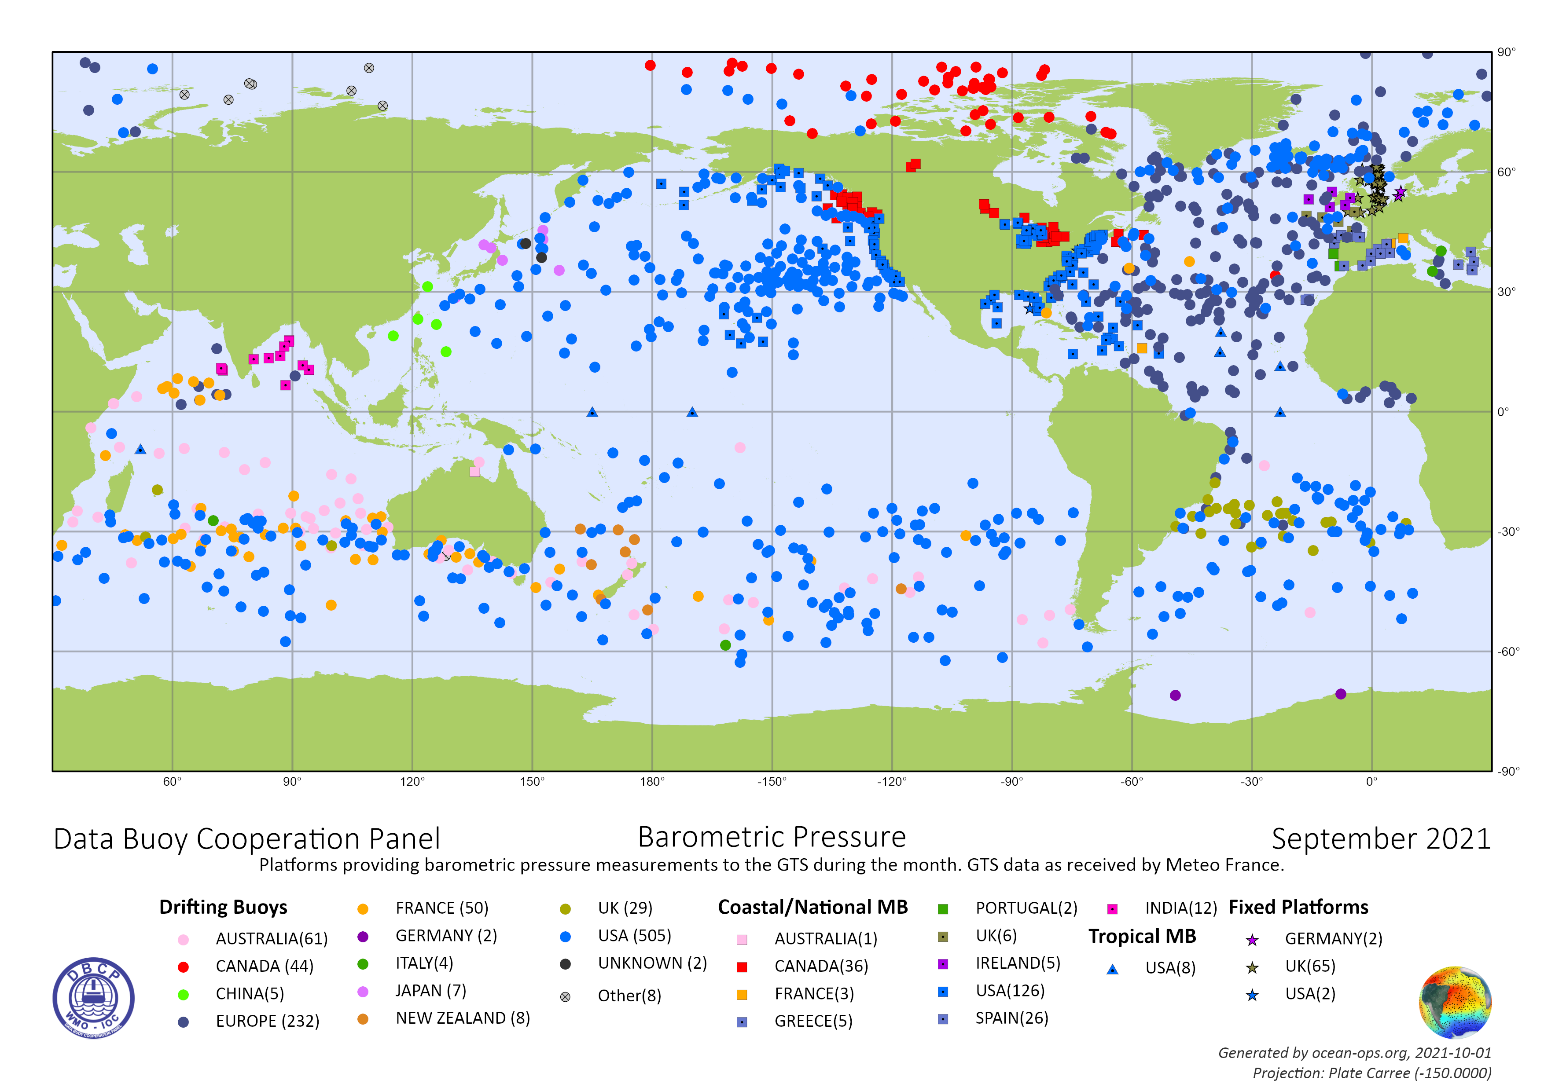 90°
60°
30°
0°
-30°
-60°
-90°
60°
90°
120°
150°
180°
-150°
-120°
-90°
-60°
-30°
0°
Data Buoy Cooperation Panel
Barometric Pressure
September 2021
Platforms providing barometric pressure measurements to the GTS during the month. GTS data as received by Meteo France.
Drifting Buoys
AUSTRALIA(61)
CANADA (44)
CHINA(5)
EUROPE (232)
FRANCE (50)
GERMANY (2)
ITALY(4)
JAPAN (7)
NEW ZEALAND (8)
UK (29)
USA (505)
UNKNOWN (2)
Other(8)
Coastal/National MB
AUSTRALIA(1)
CANADA(36)
FRANCE(3)
GREECE(5)
PORTUGAL(2)
UK(6)
IRELAND(5)
USA(126)
SPAIN(26)
INDIA(12)
Tropical MB
USA(8)
Fixed Platforms
GERMANY(2)
UK(65)
USA(2)
DBCP
WMO - IOC
Generated by ocean-ops.org, 2021-10-01
Projection: Plate Carree (-150.0000)